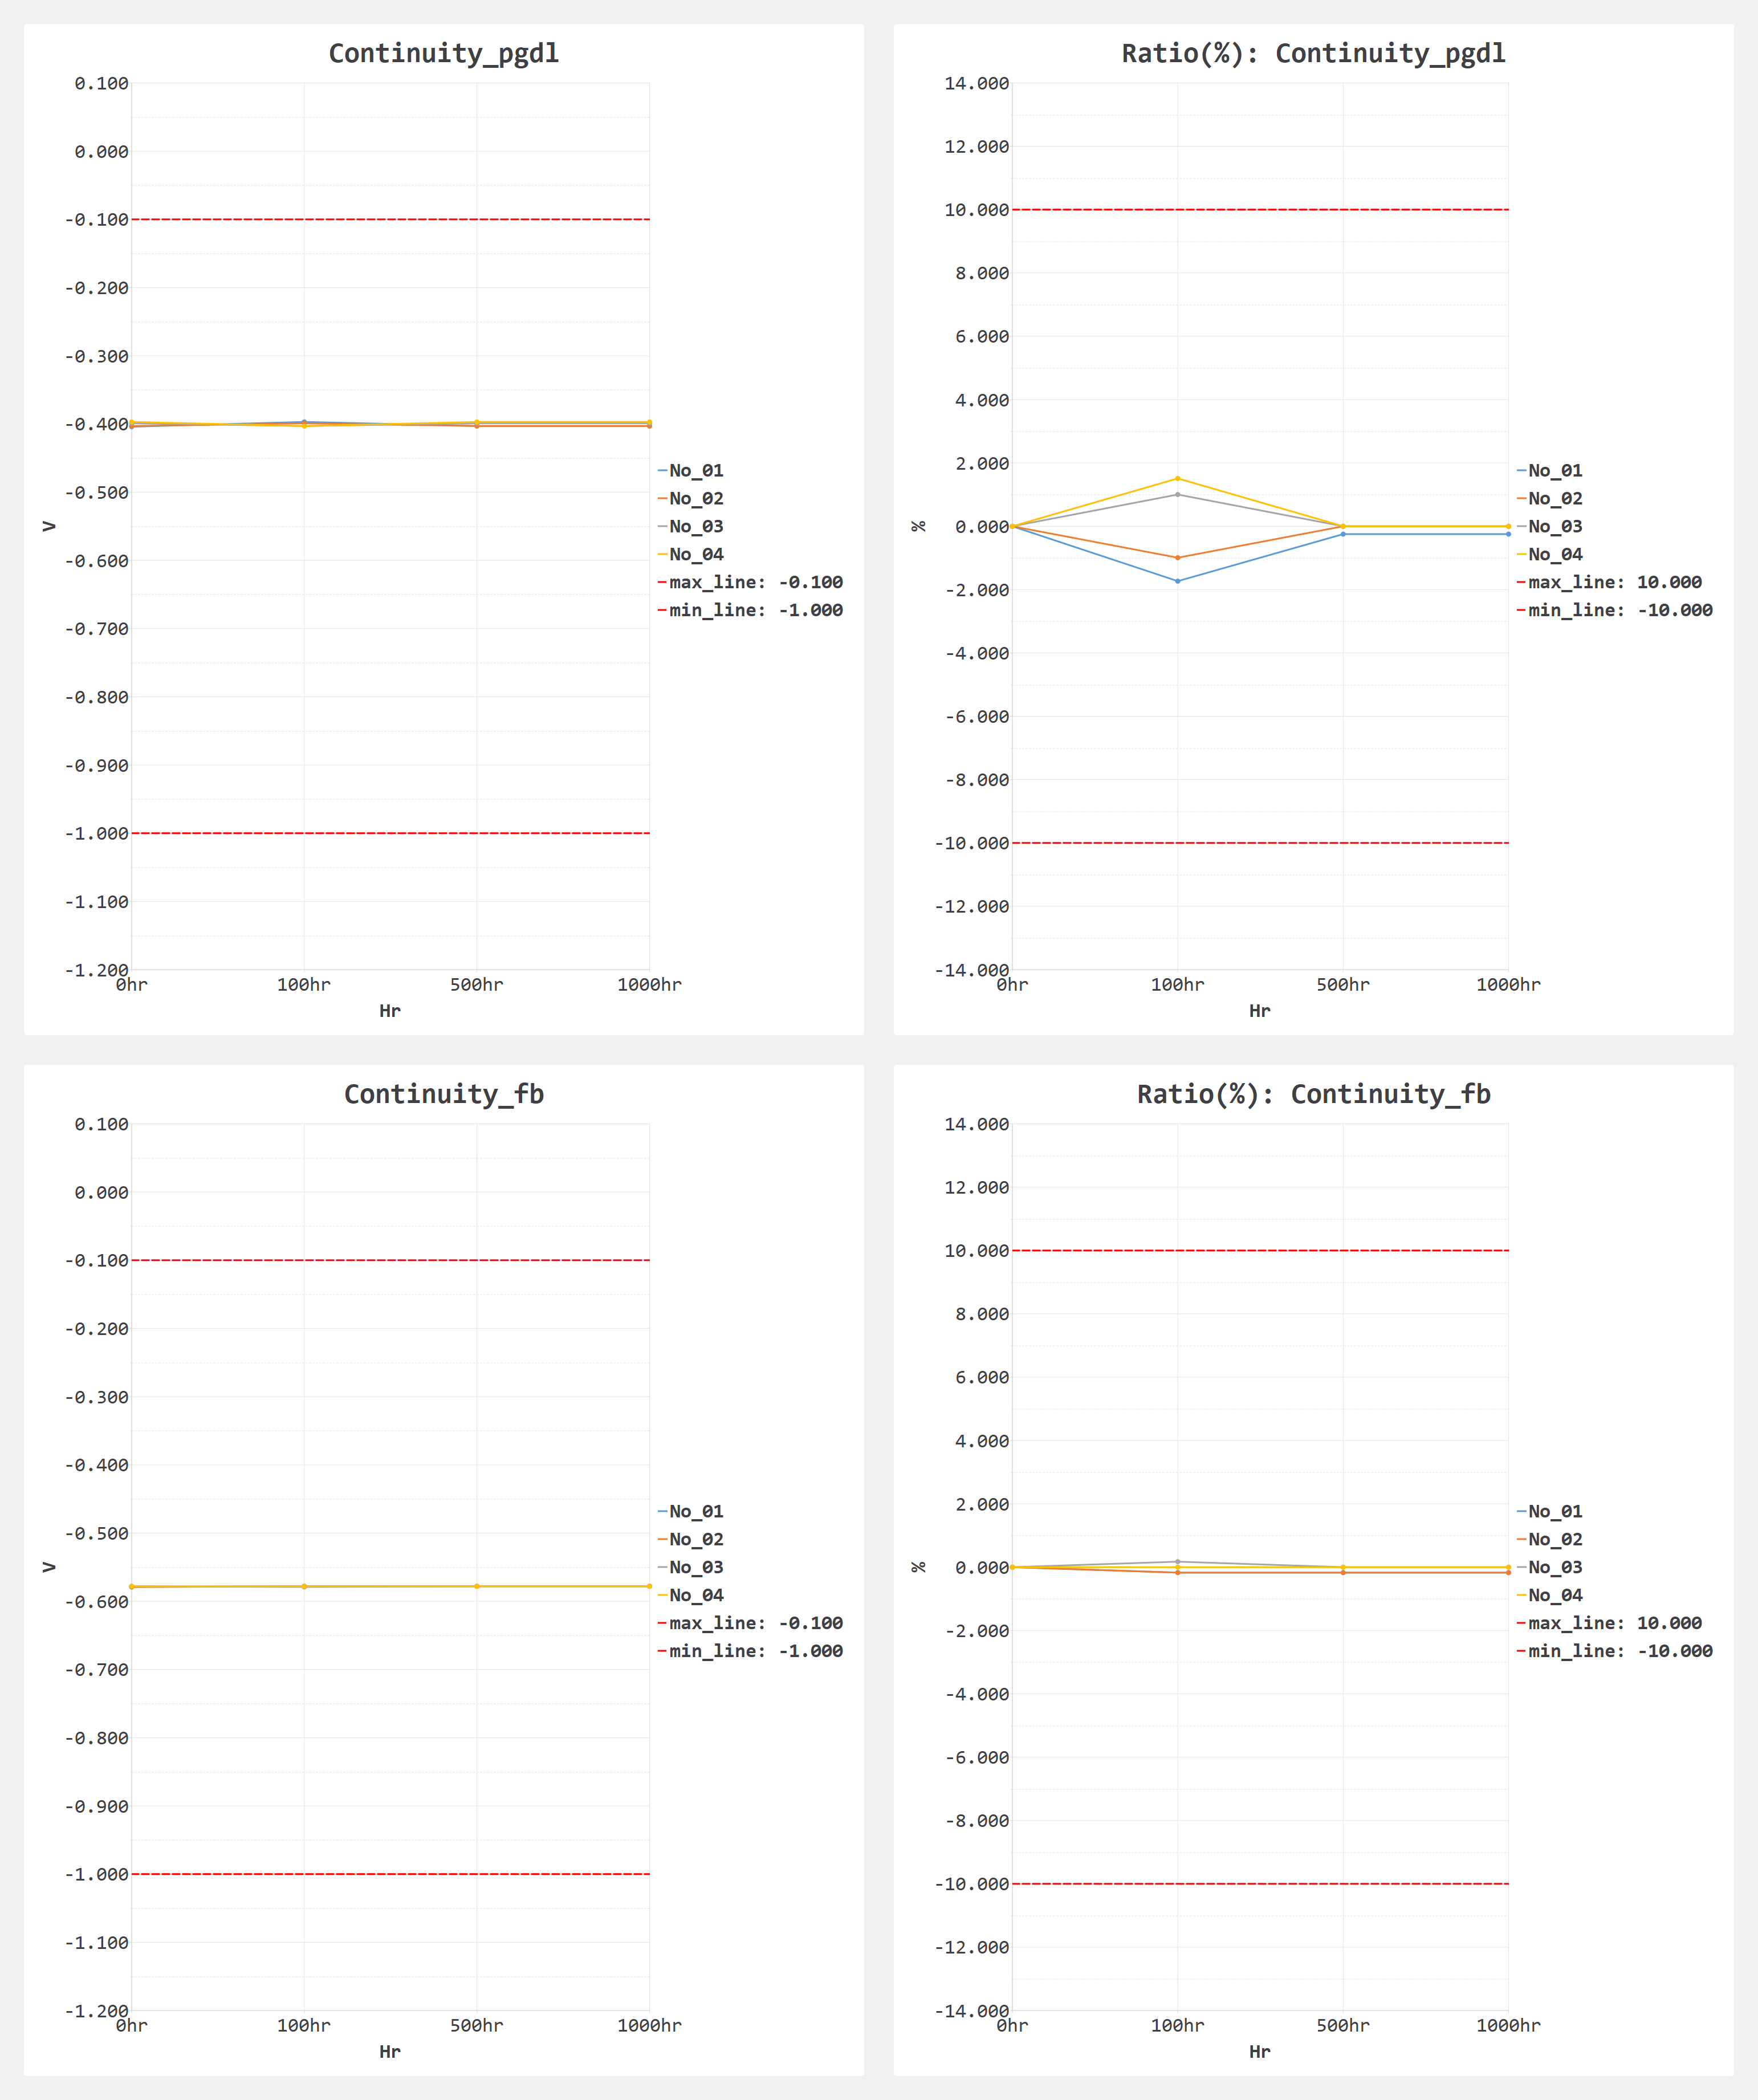 Continuity_pgdl
0.100
0.000
-0.100
-0.200
-0.300
-0.400
-0.500
-0.600
-0.700
-0.800
-0.900
-1.000
-1.100
-1.200
V
0hr 100hr 500hr 1000hr
Hr
No_01
No_02
No_03
No_04
max_line: -0.100
min_line: -1.000
Ratio(%): Continuity_pgdl
14.000
12.000
10.000
8.000
6.000
4.000
2.000
0.000
-2.000
-4.000
-6.000
-8.000
-10.000
-12.000
-14.000
%
0hr 100hr 500hr 1000hr
Hr
No_01
No_02
No_03
No_04
max_line: 10.000
min_line: -10.000
Continuity_fb
0.100
0.000
-0.100
-0.200
-0.300
-0.400
-0.500
-0.600
-0.700
-0.800
-0.900
-1.000
-1.100
-1.200
V
0hr 100hr 500hr 1000hr
Hr
No_01
No_02
No_03
No_04
max_line: -0.100
min_line: -1.000
Ratio(%): Continuity_fb
14.000
12.000
10.000
8.000
6.000
4.000
2.000
0.000
-2.000
-4.000
-6.000
-8.000
-10.000
-12.000
-14.000
%
0hr 100hr 500hr 1000hr
Hr
No_01
No_02
No_03
No_04
max_line: 10.000
min_line: -10.000